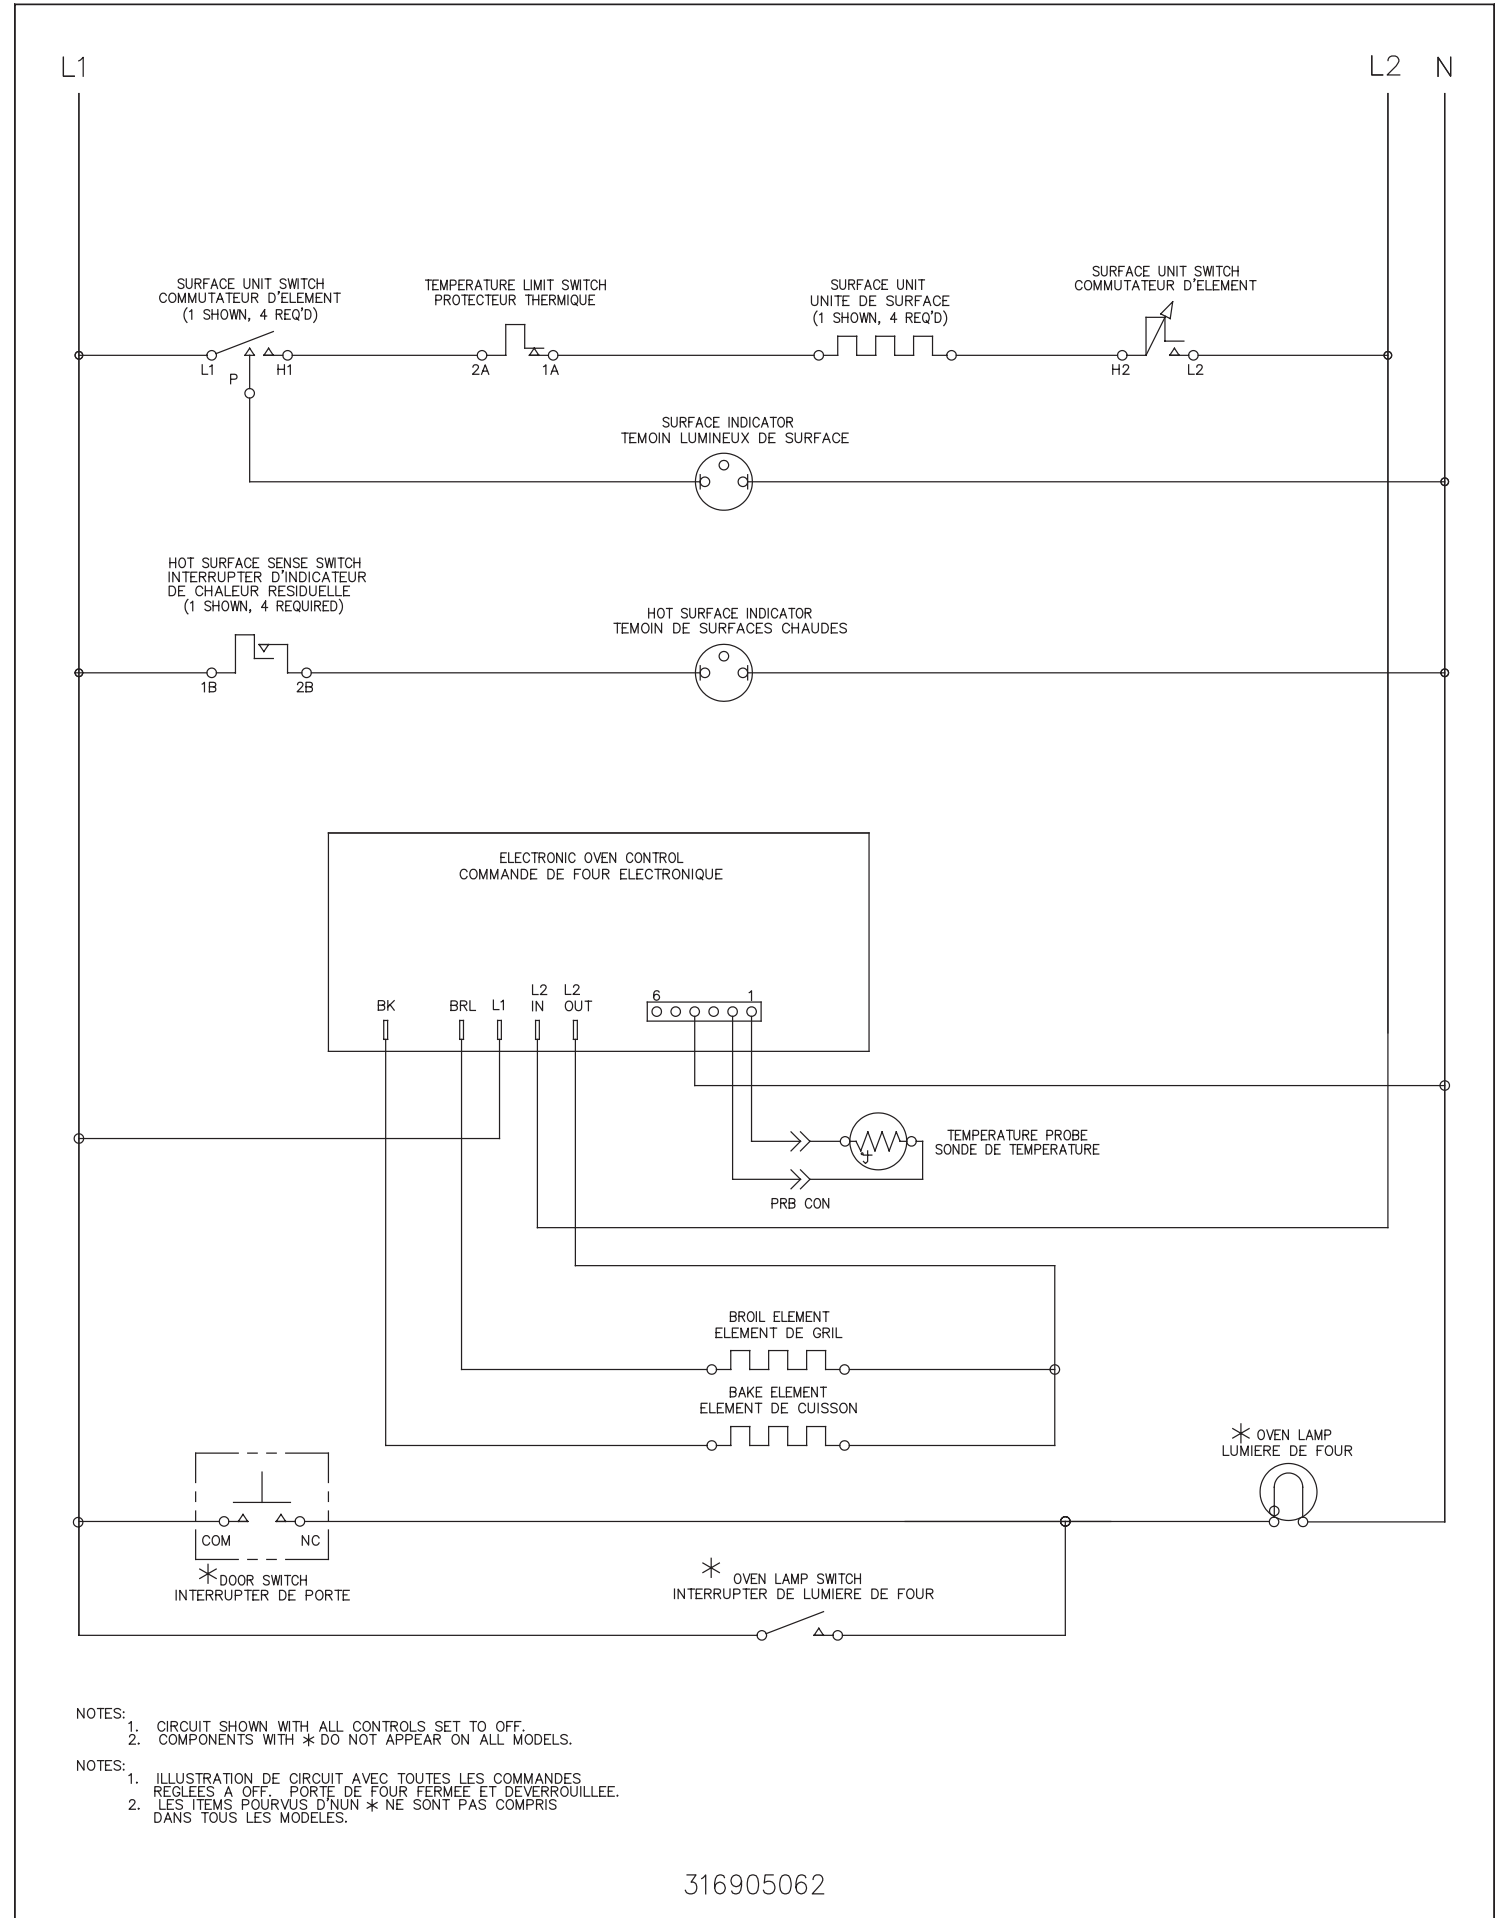 L1
L2
N
SURFACE UNIT SWITCH
COMMUTATEUR D'ELEMENT
(1 SHOWN, 4 REQ'D)
TEMPERATURE LIMIT SWITCH
PROTECTEUR THERMIQUE
SURFACE UNIT
UNITE DE SURFACE
(1 SHOWN, 4 REQ'D)
SURFACE UNIT SWITCH
COMMUTATEUR D'ELEMENT
L1
P
H1
2A
1A
H2
L2
SURFACE INDICATOR
TEMOIN LUMINEUX DE SURFACE
HOT SURFACE SENSE SWITCH
INTERRUPTER D'INDICATEUR
DE CHALEUR RESIDUELLE
(1 SHOWN, 4 REQUIRED)
HOT SURFACE INDICATOR
TEMOIN DE SURFACES CHAUDES
1B
2B
ELECTRONIC OVEN CONTROL
COMMANDE DE FOUR ELECTRONIQUE
BK
BRL
L1
L2
IN
L2
OUT
6
1
TEMPERATURE PROBE
SONDE DE TEMPERATURE
PRB CON
BROIL ELEMENT
ELEMENT DE GRIL
BAKE ELEMENT
ELEMENT DE CUISSON
* OVEN LAMP
LUMIERE DE FOUR
COM
NC
* DOOR SWITCH
INTERRUPTER DE PORTE
* OVEN LAMP SWITCH
INTERRUPTER DE LUMIERE DE FOUR
NOTES:
1. CIRCUIT SHOWN WITH ALL CONTROLS SET TO OFF.
2. COMPONENTS WITH * DO NOT APPEAR ON ALL MODELS.
NOTES:
1. ILLUSTRATION DE CIRCUIT AVEC TOUTES LES COMMANDES
REGLEES A OFF. PORTE DE FOUR FERMEE ET DEVERROUILLEE.
2. LES ITEMS POURVUS D'NUN * NE SONT PAS COMPRIS
DANS TOUS LES MODELES.
316905062